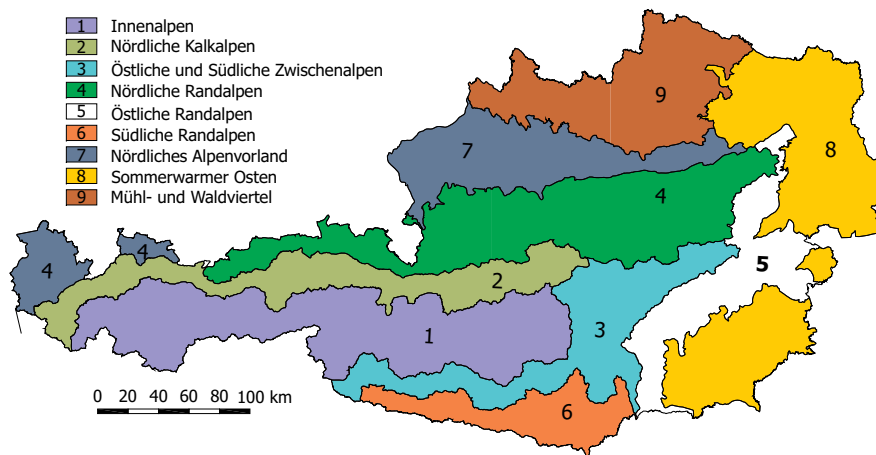 1 Innenalpen
2 Nördliche Kalkalpen
3 Östliche und Südliche Zwischenalpen
4 Nördliche Randalpen
5 Östliche Randalpen
6 Südliche Randalpen
7 Nördliches Alpenvorland
8 Sommerwarmer Osten
9 Mühl- und Waldviertel
9
7
8
4
4
4
5
2
3
1
6
0 20 40 60 80 100 km